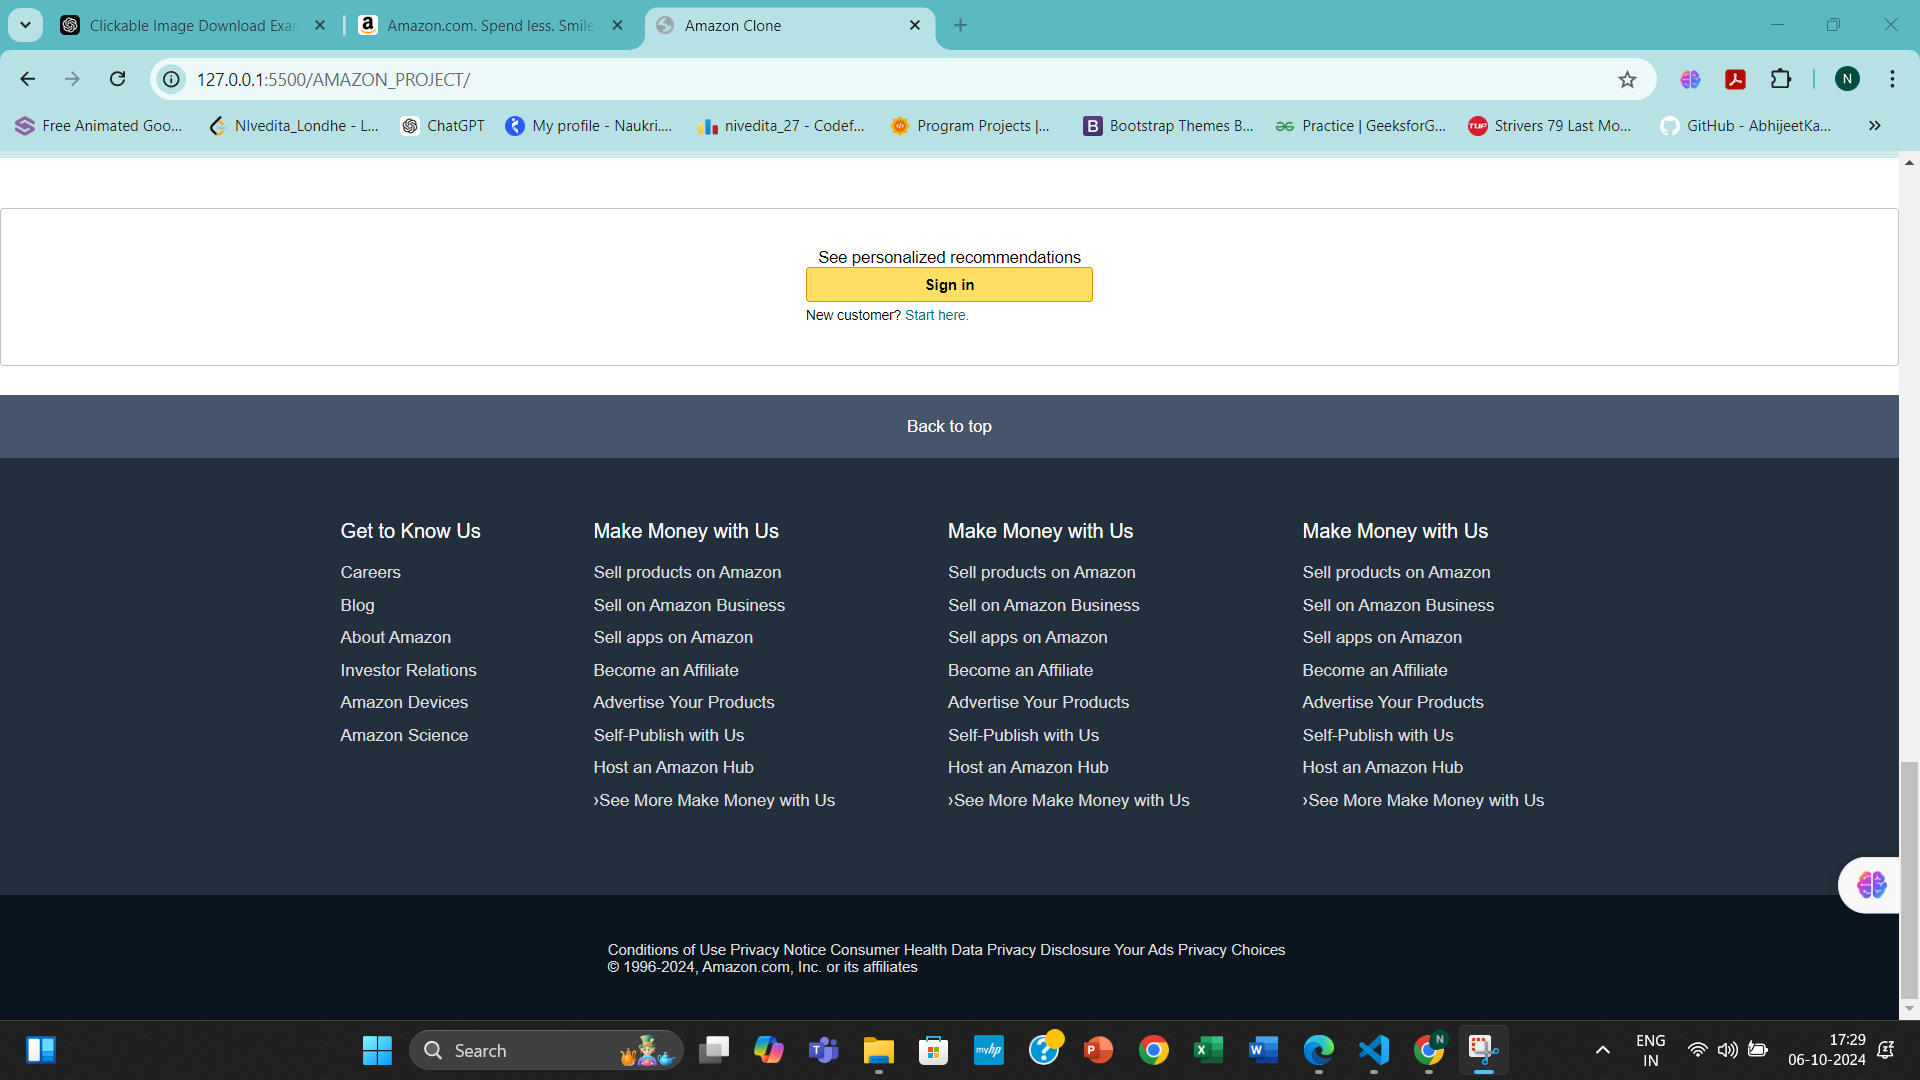 Clickable Image Download Exan
Amazon.com. Spend less. Smile
Amazon Clone
127.0.0.1:5500/AMAZON_PROJECT/
N
Free Animated Goo...
NIvedita_Londhe - L...
ChatGPT
My profile - Naukri....
nivedita_27 - Codef...
Program Projects |...
B
Bootstrap Themes B...
Practice | GeeksforG...
TUF
Strivers 79 Last Mo...
GitHub - AbhijeetKa...
See personalized recommendations
Sign in
New customer? Start here.
Back to top
Get to Know Us
Careers
Blog
About Amazon
Investor Relations
Amazon Devices
Amazon Science
Make Money with Us
Sell products on Amazon
Sell on Amazon Business
Sell apps on Amazon
Become an Affiliate
Advertise Your Products
Self-Publish with Us
Host an Amazon Hub
›See More Make Money with Us
Make Money with Us
Sell products on Amazon
Sell on Amazon Business
Sell apps on Amazon
Become an Affiliate
Advertise Your Products
Self-Publish with Us
Host an Amazon Hub
›See More Make Money with Us
Make Money with Us
Sell products on Amazon
Sell on Amazon Business
Sell apps on Amazon
Become an Affiliate
Advertise Your Products
Self-Publish with Us
Host an Amazon Hub
›See More Make Money with Us
Conditions of Use Privacy Notice Consumer Health Data Privacy Disclosure Your Ads Privacy Choices
© 1996-2024, Amazon.com, Inc. or its affiliates
Search
myhp
ENG
IN
17:29
06-10-2024